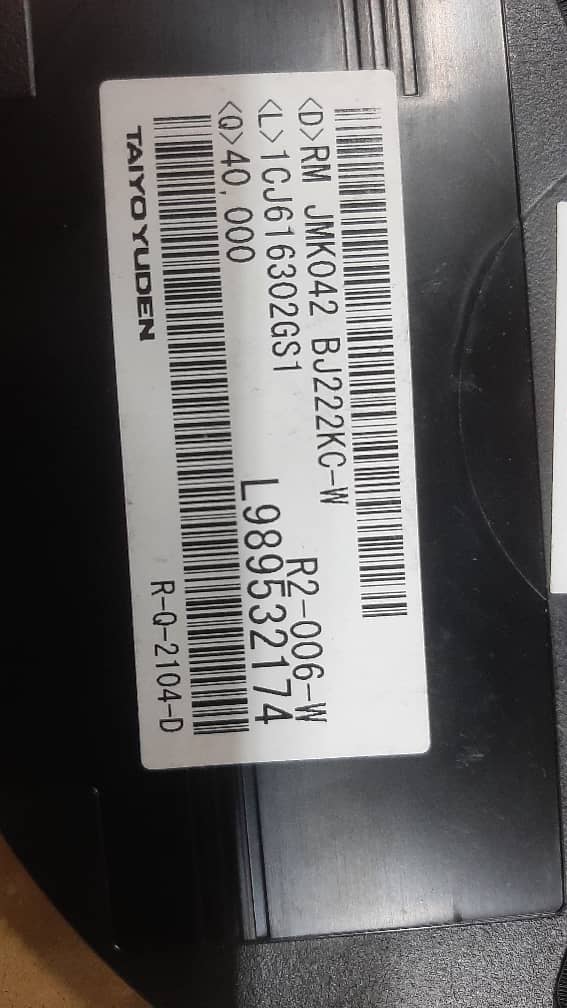 <D>RM JMK042 BJ222KC-W
<L>1CJ616302GS1 R2-006-W
<Q>40,000 L989532174
TAIYO YUDEN R-Q-2104-D